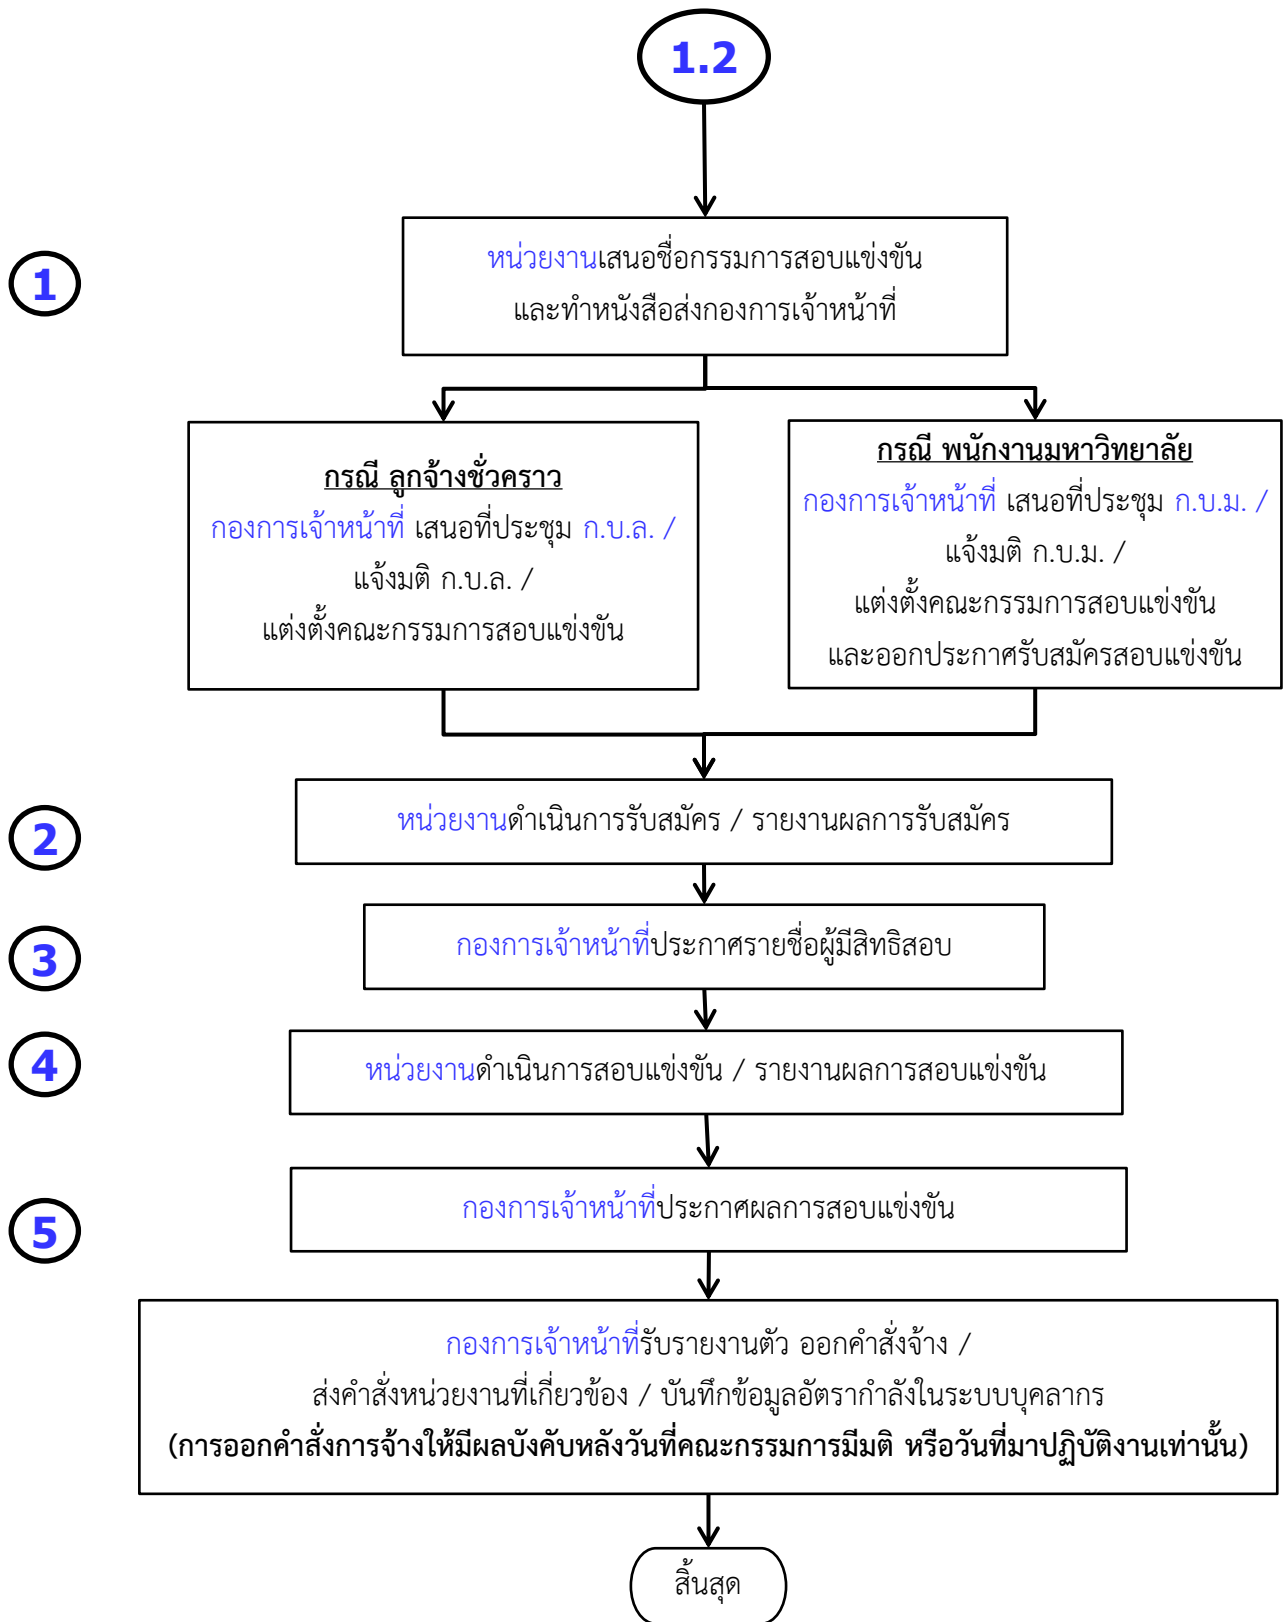 1.2
1
หน่วยงานเสนอชื่อกรรมการสอบแข่งขัน
และทำหนังสือส่งกองการเจ้าหน้าที่
กรณี ลูกจ้างชั่วคราว
กองการเจ้าหน้าที่ เสนอที่ประชุม ก.บ.ล. /
แจ้งมติ ก.บ.ล. /
แต่งตั้งคณะกรรมการสอบแข่งขัน
กรณี พนักงานมหาวิทยาลัย
กองการเจ้าหน้าที่ เสนอที่ประชุม ก.บ.ม. /
แจ้งมติ ก.บ.ม. /
แต่งตั้งคณะกรรมการสอบแข่งขัน
และออกประกาศรับสมัครสอบแข่งขัน
2
หน่วยงานดำเนินการรับสมัคร / รายงานผลการรับสมัคร
3
กองการเจ้าหน้าที่ประกาศรายชื่อผู้มีสิทธิสอบ
4
หน่วยงานดำเนินการสอบแข่งขัน / รายงานผลการสอบแข่งขัน
5
กองการเจ้าหน้าที่ประกาศผลการสอบแข่งขัน
กองการเจ้าหน้าที่รับรายงานตัว ออกคำสั่งจ้าง /
ส่งคำสั่งหน่วยงานที่เกี่ยวข้อง / บันทึกข้อมูลอัตรากำลังในระบบบุคลากร
(การออกคำสั่งการจ้างให้มีผลบังคับหลังวันที่คณะกรรมการมีมติ หรือวันที่มาปฏิบัติงานเท่านั้น)
สิ้นสุด